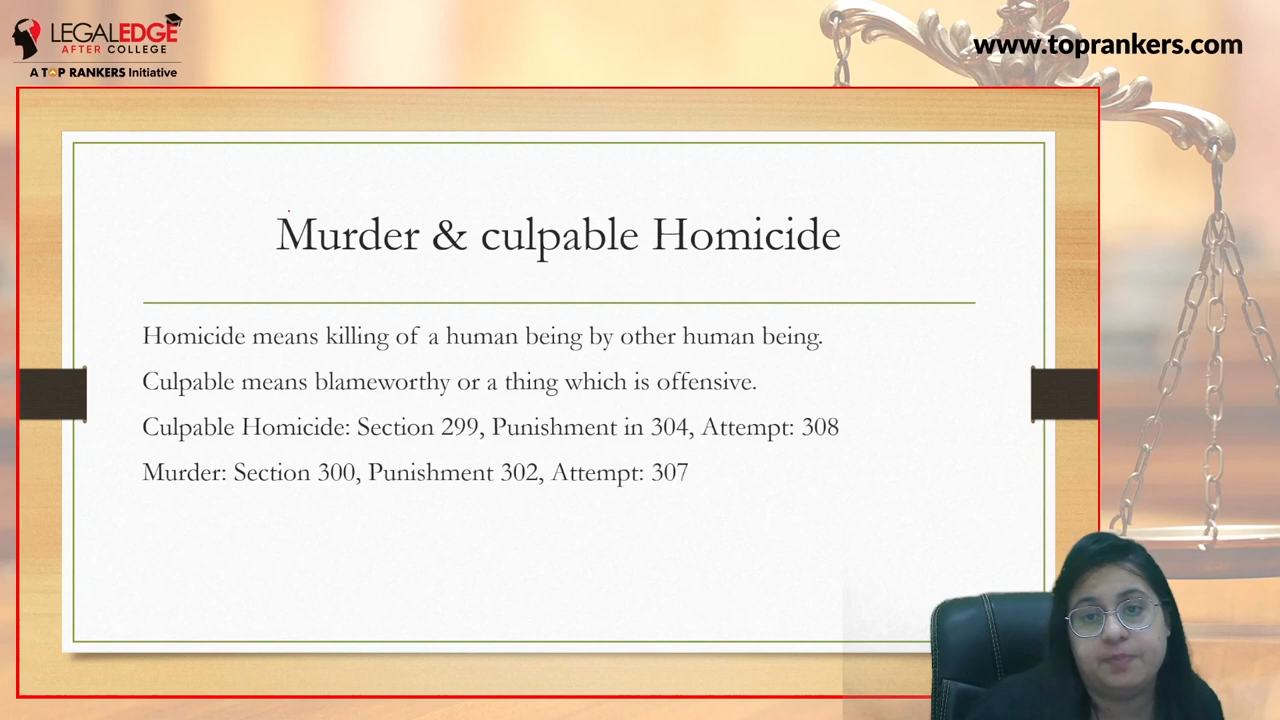 LEGALEDGE
AFTER COLLEGE
A TOP RANKERS Initiative
www.toprankers.com
Murder & culpable Homicide
Homicide means killing of a human being by other human being.
Culpable means blameworthy or a thing which is offensive.
Culpable Homicide: Section 299, Punishment in 304, Attempt: 308
Murder: Section 300, Punishment 302, Attempt: 307